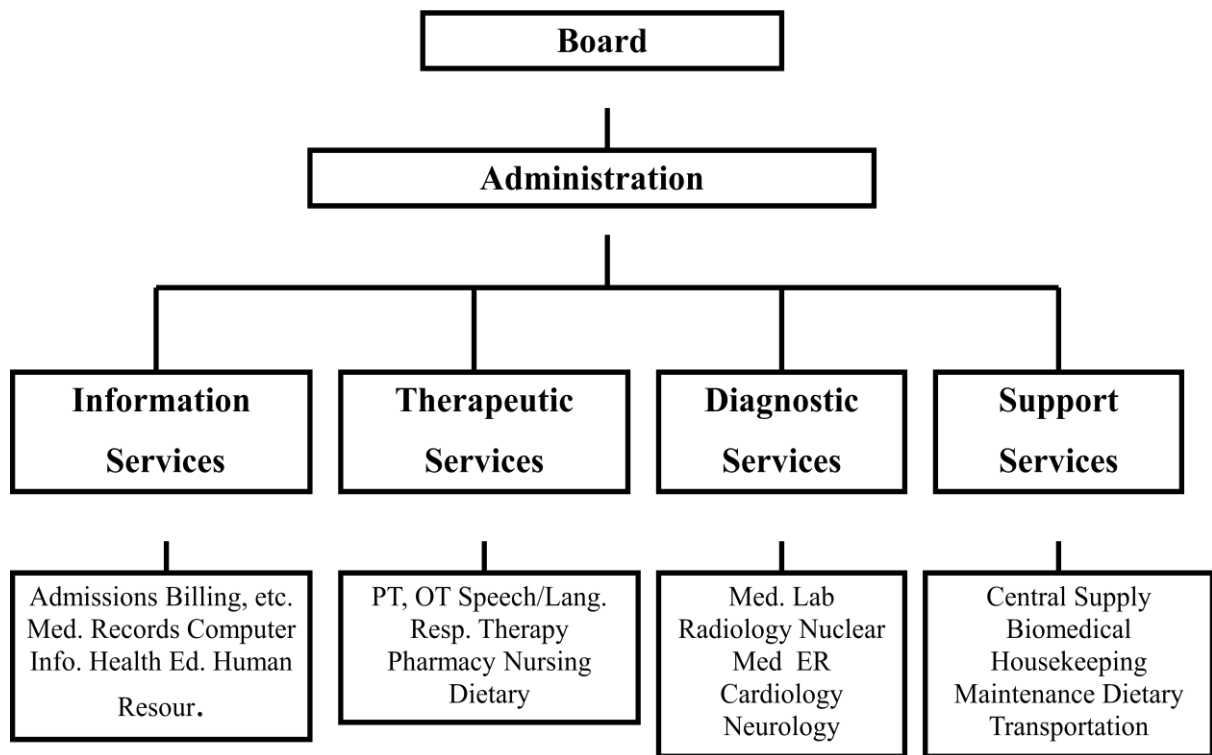 Board
Administration
Information
Services
Therapeutic
Services
Diagnostic
Services
Support
Services
Admissions Billing, etc.
Med. Records Computer
Info. Health Ed. Human
Resour.
PT, OT Speech/Lang.
Resp. Therapy
Pharmacy Nursing
Dietary
Med. Lab
Radiology Nuclear
Med ER
Cardiology
Neurology
Central Supply
Biomedical
Housekeeping
Maintenance Dietary
Transportation